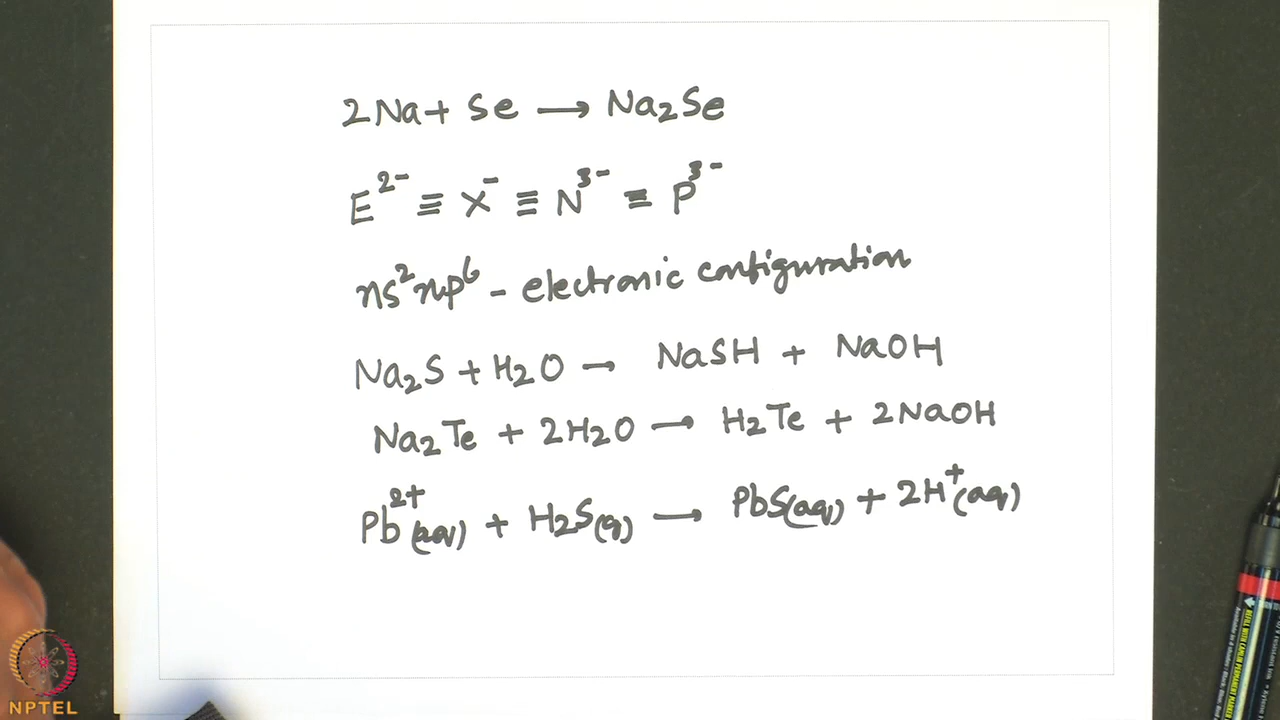 2Na + Se ⟶ Na₂Se
E²⁻ ≡ X⁻ ≡ N³⁻ ≡ P³⁻
ns²np⁶ - electronic configuration
Na₂S + H₂O → NaSH + NaOH
Na₂Te + 2H₂O ⟶ H₂Te + 2NaOH
Pb²⁺(aq) + H₂S(g) ⟶ PbS(aq) + 2H⁺(aq)
NPTEL